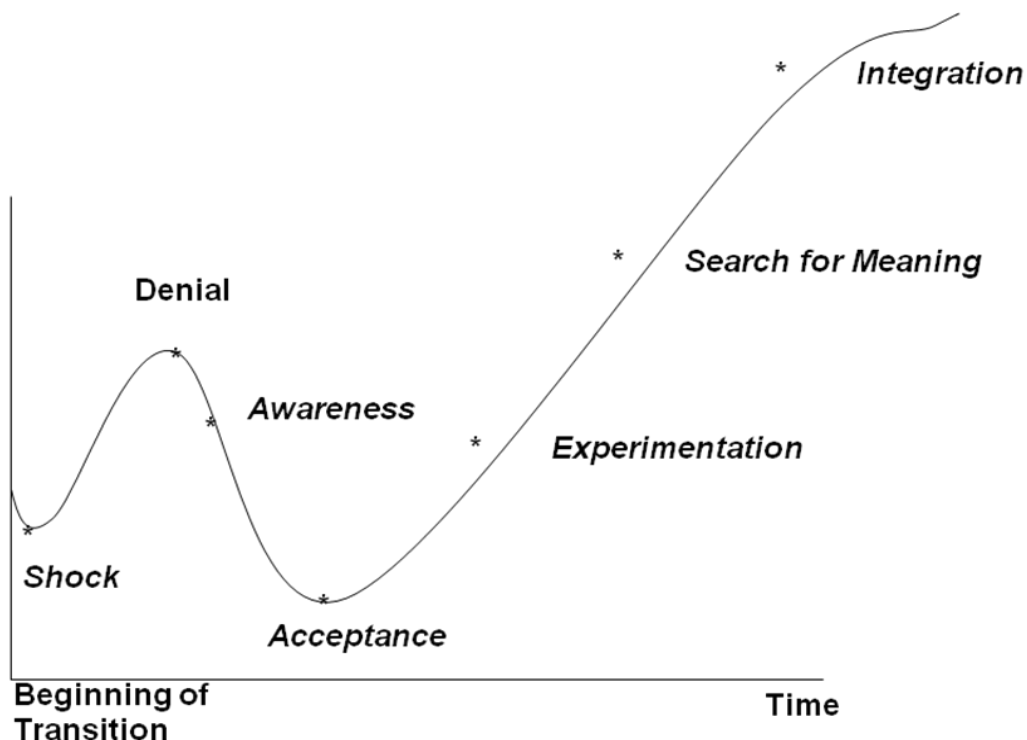 Integration
Search for Meaning
Denial
Awareness
Experimentation
Shock
Acceptance
Beginning of
Transition
Time